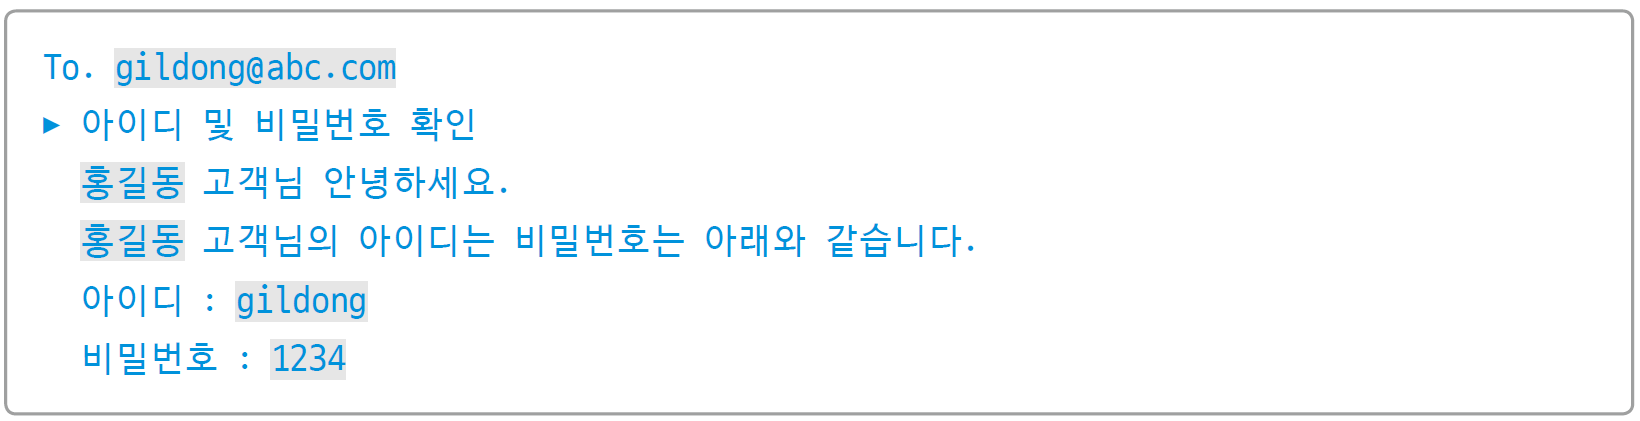 To. gildong@abc.com
▶ 아이디 및 비밀번호 확인
홍길동 고객님 안녕하세요.
홍길동 고객님의 아이디는 비밀번호는 아래와 같습니다.
아이디 : gildong
비밀번호 : 1234